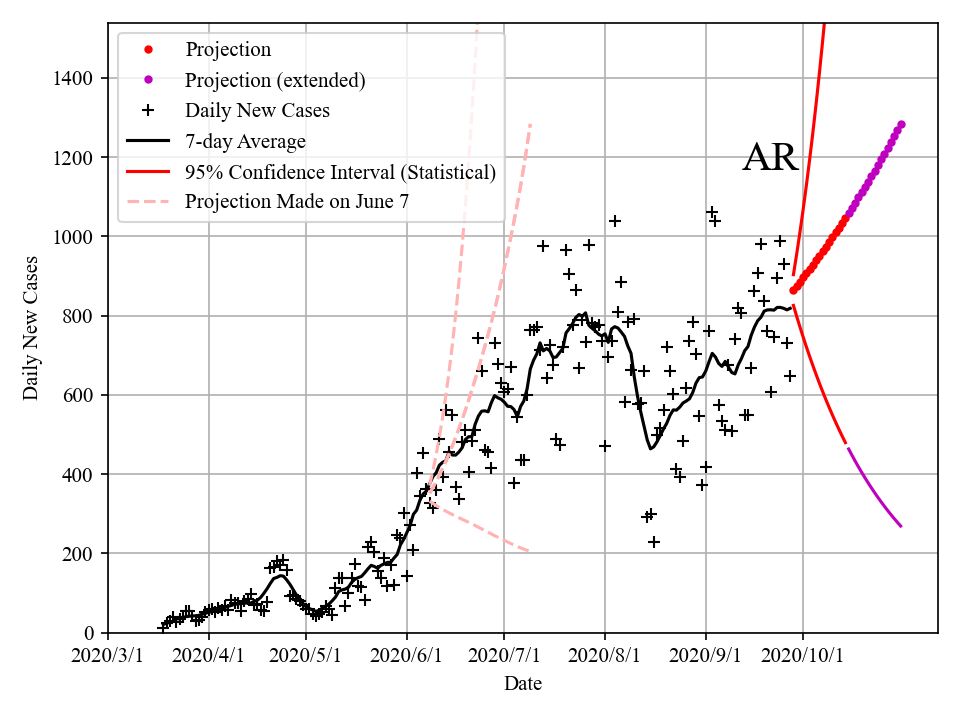 Projection
Projection (extended)
Daily New Cases
7-day Average
95% Confidence Interval (Statistical)
Projection Made on June 7
AR
1400
1200
1000
800
600
400
200
0
Daily New Cases
2020/3/1 2020/4/1 2020/5/1 2020/6/1 2020/7/1 2020/8/1 2020/9/1 2020/10/1
Date